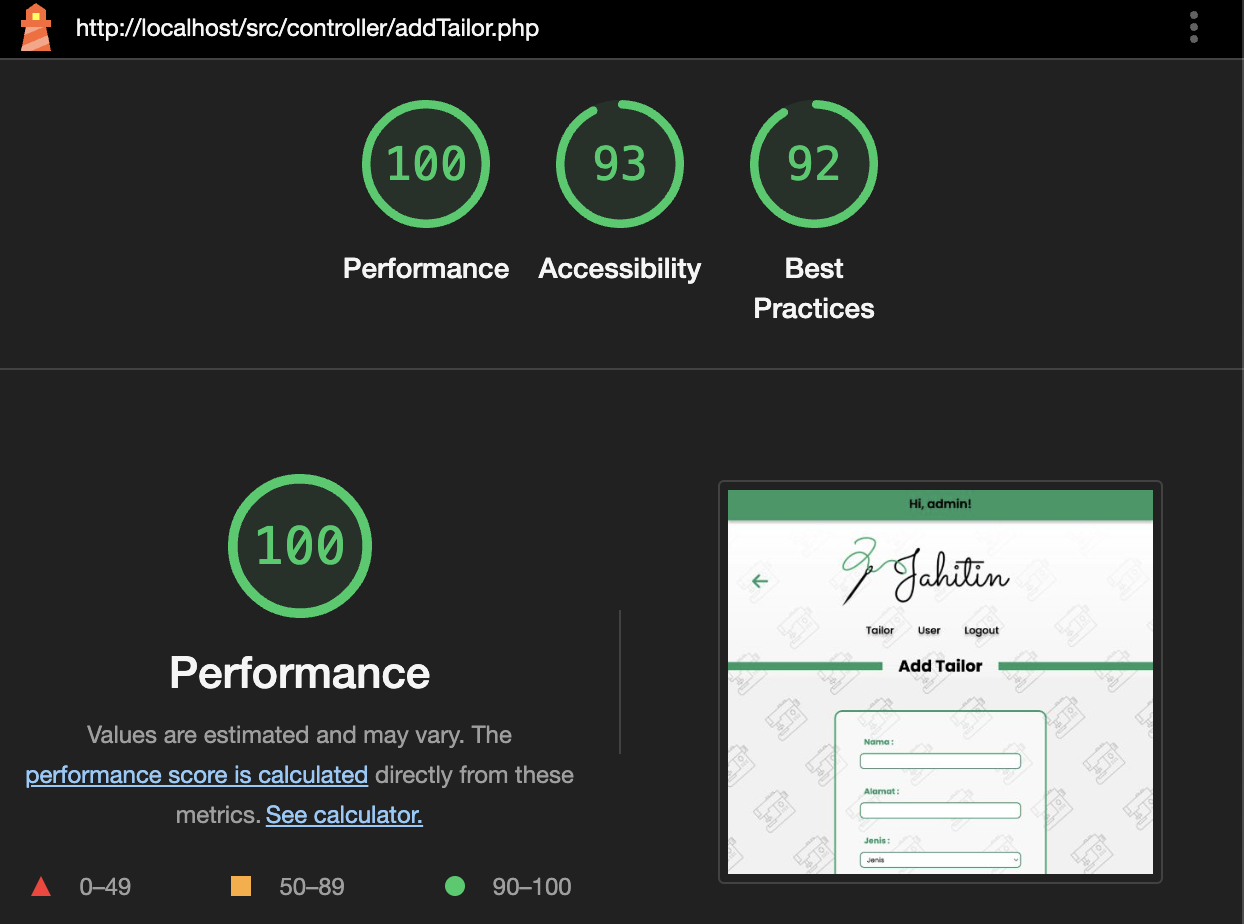 http://localhost/src/controller/addTailor.php
100
93
92
Performance
Accessibility
Best
Practices
100
Performance
Values are estimated and may vary. The
performance score is calculated directly from these
metrics. See calculator.
0–49
50–89
90–100
Hi, admin!
Jahitin
Tailor
User
Logout
Add Tailor
Nama :
Alamat :
Jenis :
Jenis